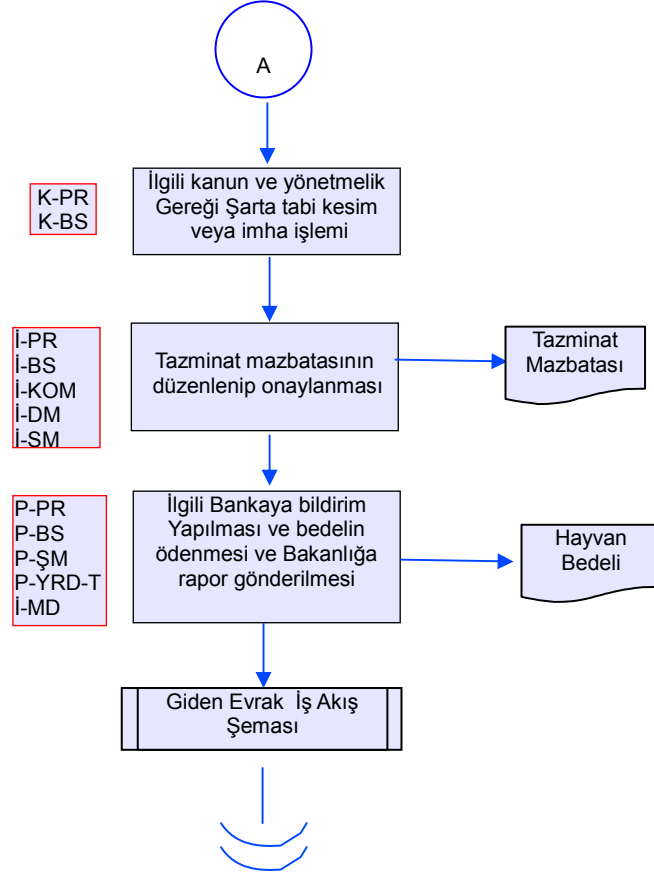 A
K-PR
K-BS
İlgili kanun ve yönetmelik
Gereği Şarta tabi kesim
veya imha işlemi
İ-PR
İ-BS
İ-KOM
İ-DM
İ-SM
Tazminat mazbatasının
düzenlenip onaylanması
Tazminat
Mazbatası
P-PR
P-BS
P-ŞM
P-YRD-T
İ-MD
İlgili Bankaya bildirim
Yapılması ve bedelin
ödenmesi ve Bakanlığa
rapor gönderilmesi
Hayvan
Bedeli
Giden Evrak İş Akış
Şeması